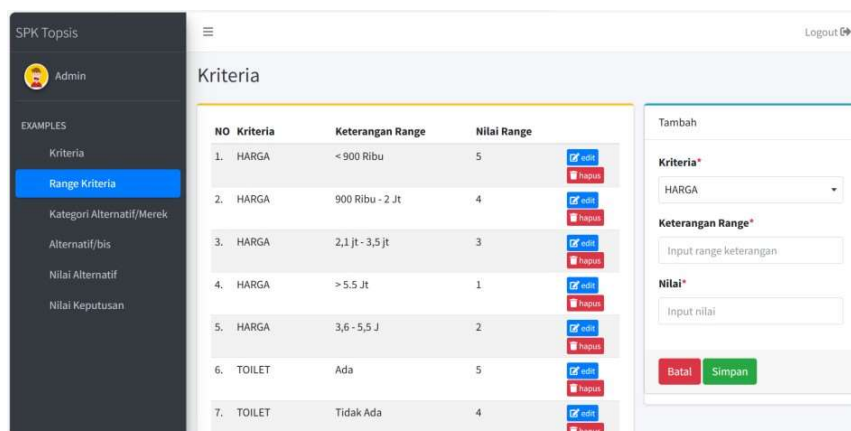 SPK Topsis
Logout
Admin
Kriteria
EXAMPLES
Kriteria
Range Kriteria
Kategori Alternatif/Merek
Alternatif/bis
Nilai Alternatif
Nilai Keputusan
NO Kriteria Keterangan Range Nilai Range
1. HARGA < 900 Ribu 5 edit
hapus
2. HARGA 900 Ribu - 2 Jt 4 edit
hapus
3. HARGA 2,1 jt - 3,5 jt 3 edit
hapus
4. HARGA > 5.5 Jt 1 edit
hapus
5. HARGA 3,6 - 5,5 J 2 edit
hapus
6. TOILET Ada 5 edit
hapus
7. TOILET Tidak Ada 4 edit
hapus
Tambah
Kriteria*
HARGA
Keterangan Range*
Input range keterangan
Nilai*
Input nilai
Batal Simpan